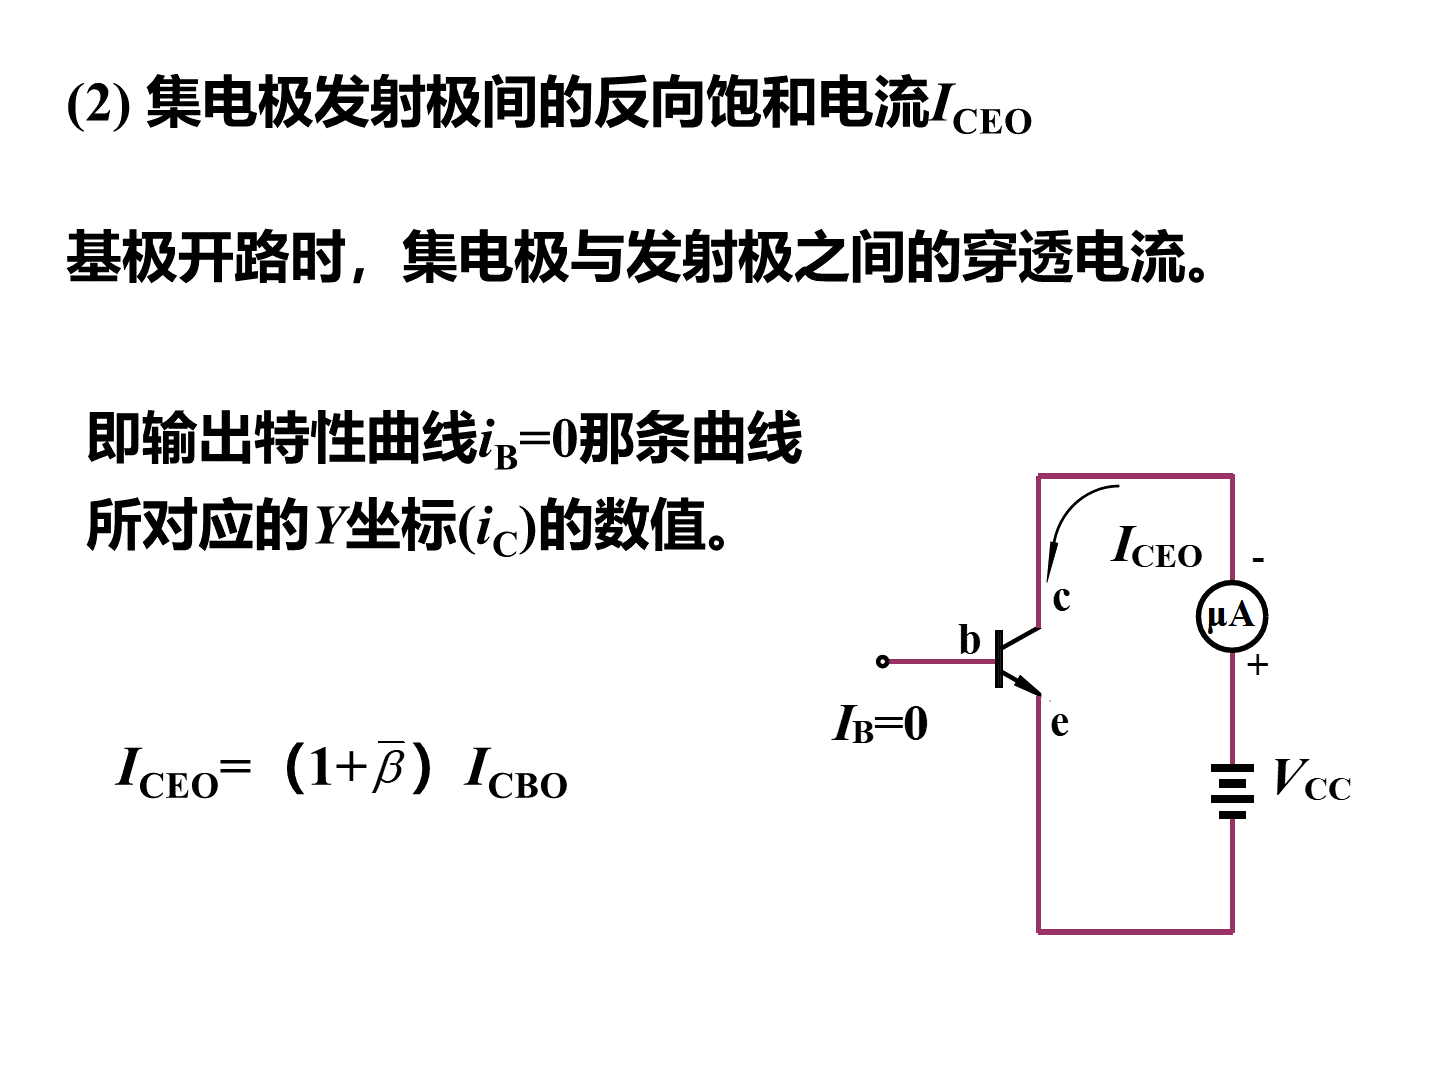 (2) 集电极发射极间的反向饱和电流ICEO
基极开路时，集电极与发射极之间的穿透电流。
即输出特性曲线iB=0那条曲线
所对应的Y坐标(iC)的数值。
ICEO
-
c
μA
b
+
e
IB=0
ICEO=（1+β̅）ICBO
VCC